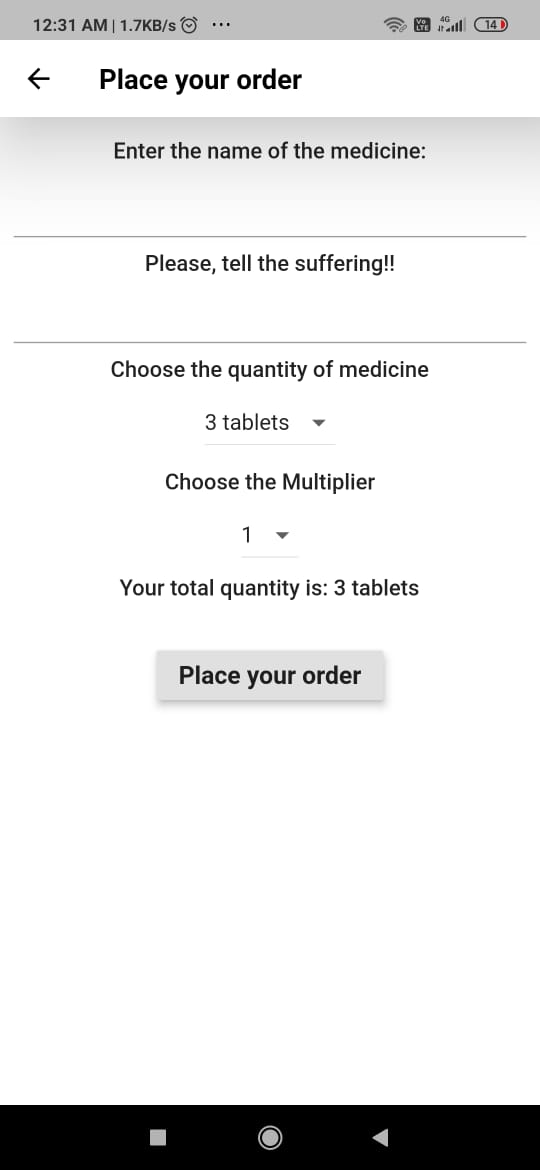 12:31 AM | 1.7KB/s ...
Vo LTE 4G 14
Place your order
Enter the name of the medicine:
Please, tell the suffering!!
Choose the quantity of medicine
3 tablets
Choose the Multiplier
1
Your total quantity is: 3 tablets
Place your order